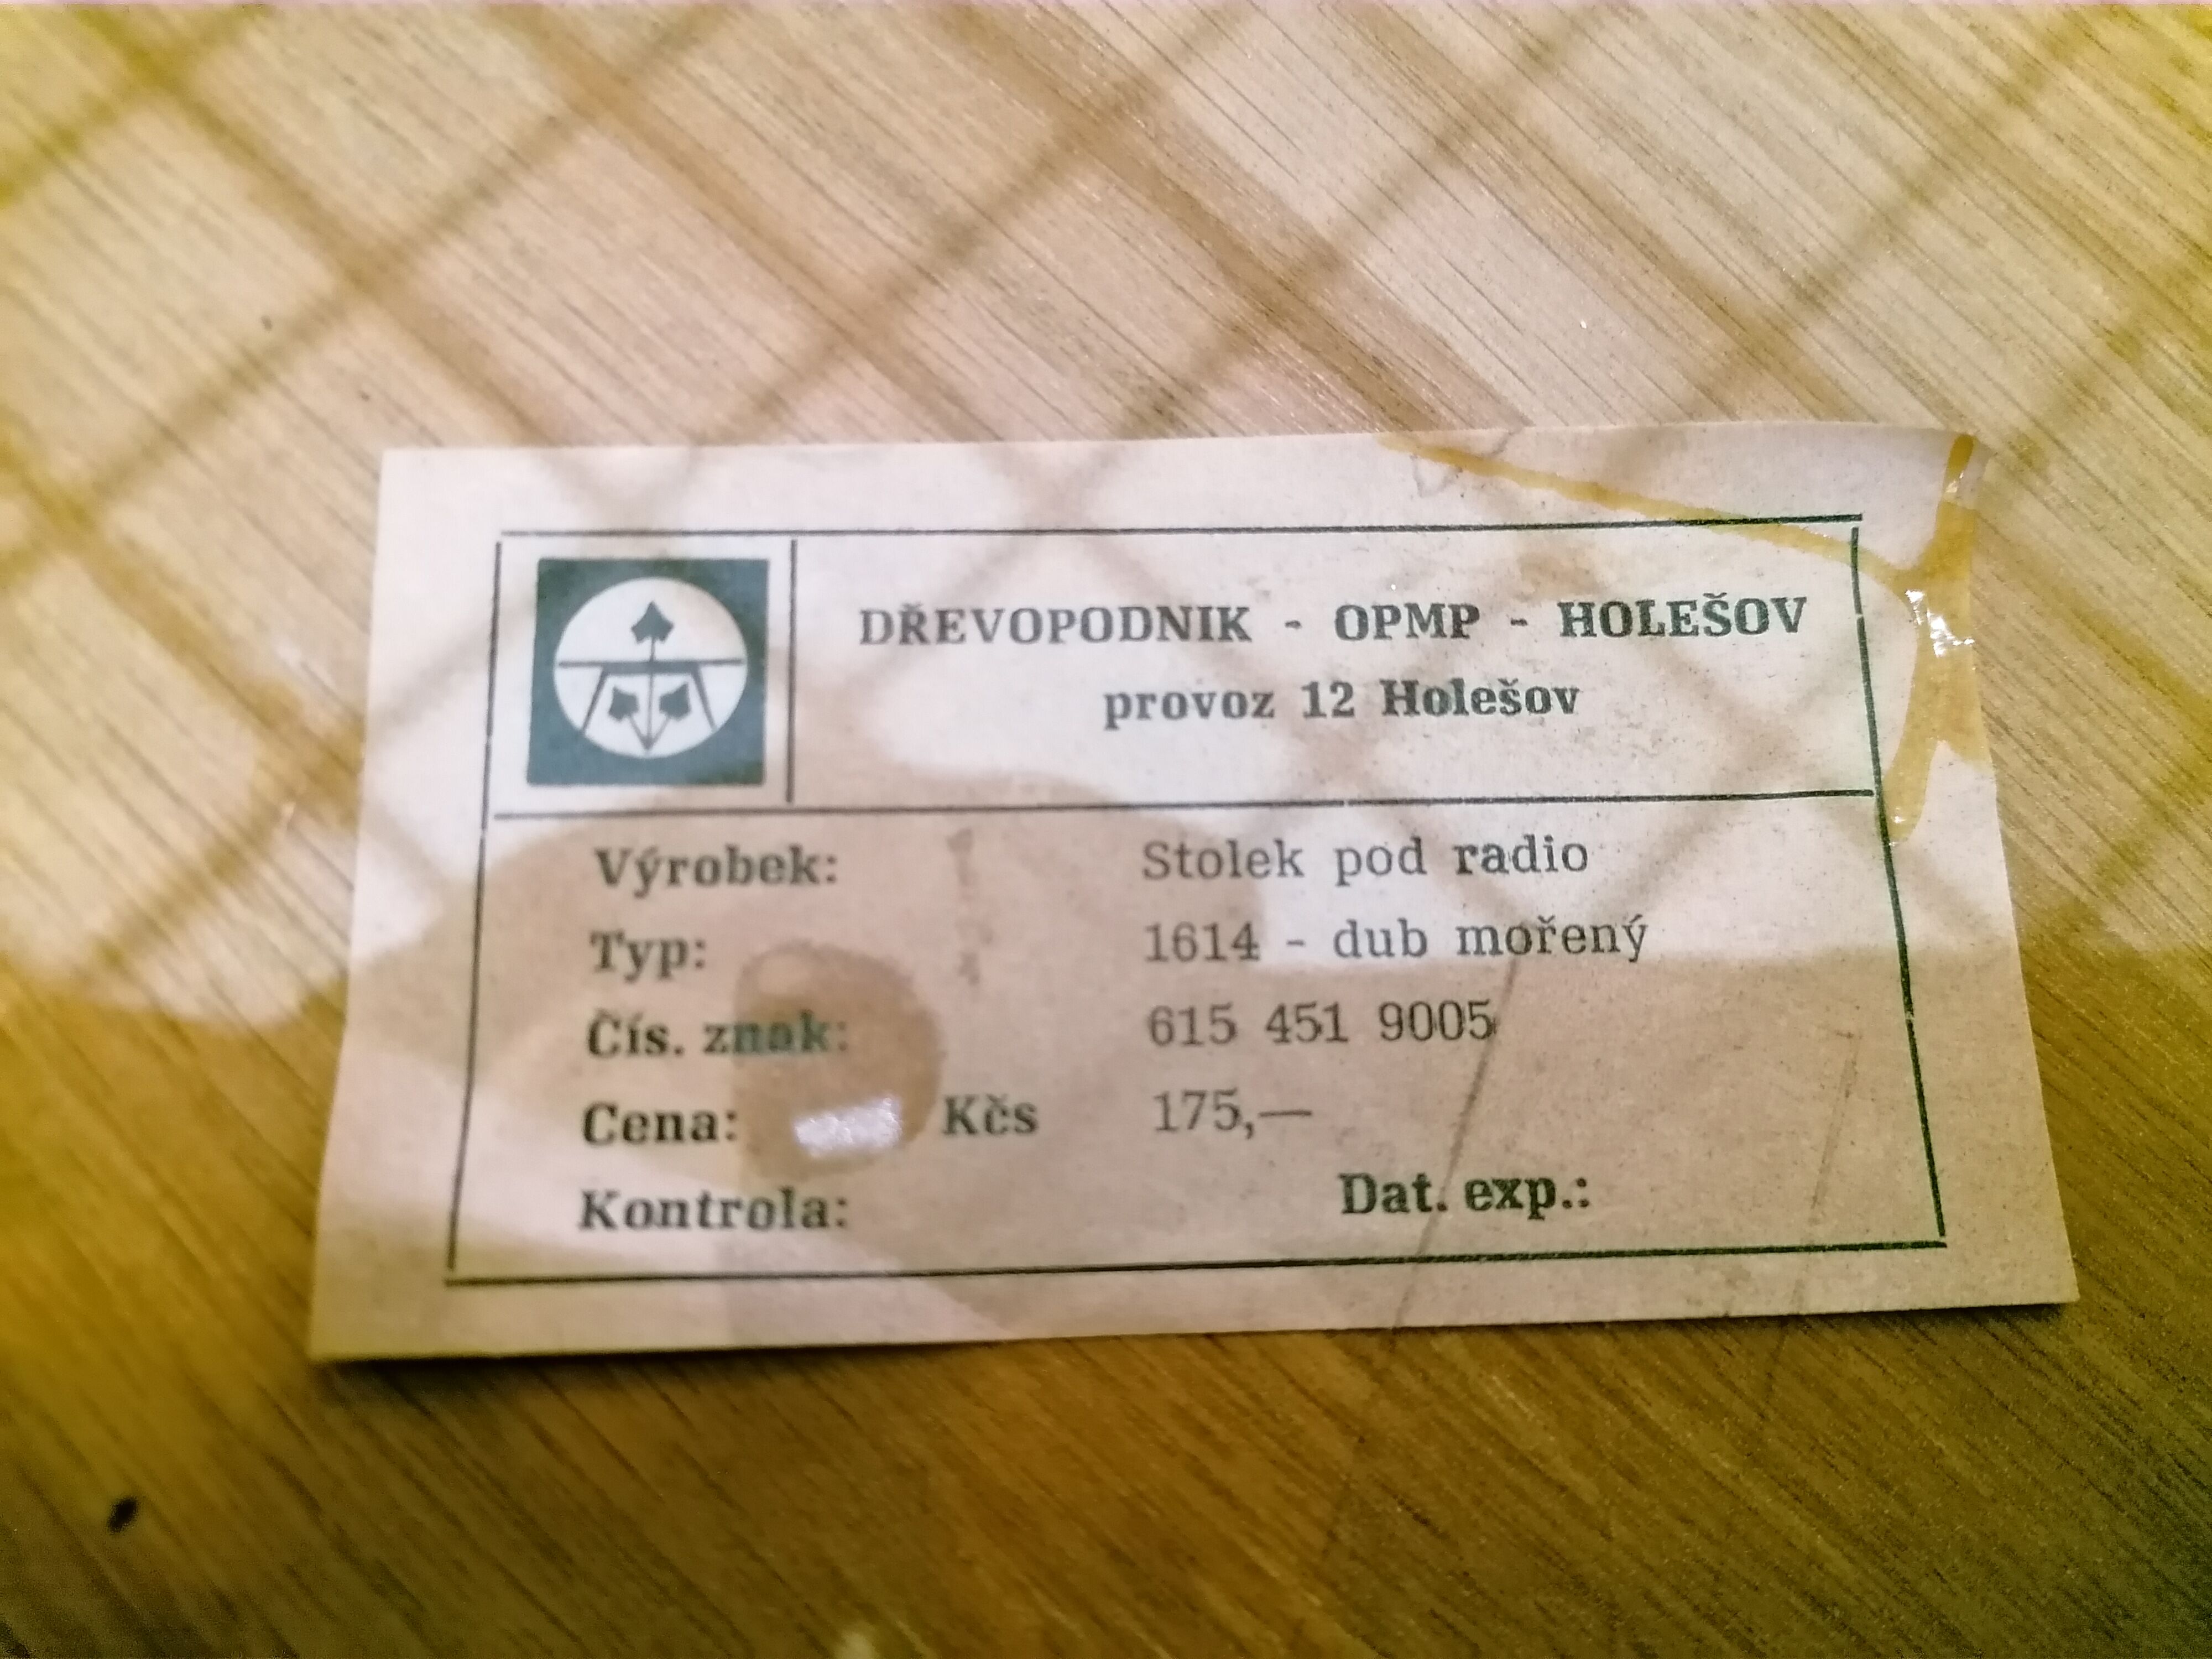 DŘEVOPODNIK - OPMP - HOLEŠOV
provoz 12 Holešov
Výrobek: Stolek pod radio
Typ: 1614 - dub mořený
Čís. znak: 615 451 9005
Cena: Kčs 175,—
Kontrola: Dat. exp.: